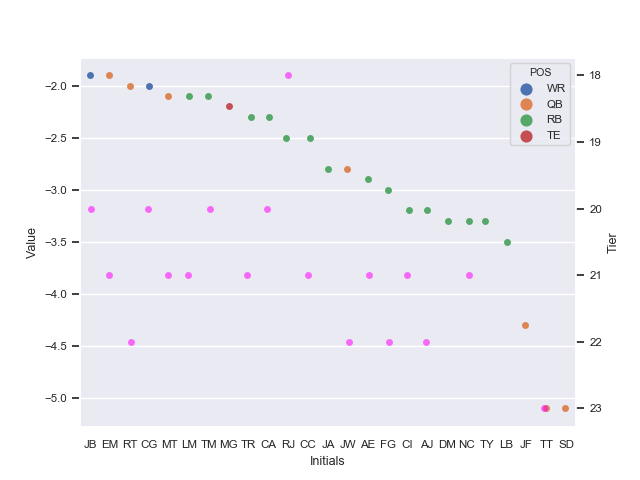 POS
WR
QB
RB
TE
−2.0
−2.5
−3.0
−3.5
−4.0
−4.5
−5.0
Value
18
19
20
21
22
23
Tier
JB EM RT CG MT LM TM MG TR CA RJ CC JA JW AE FG CI AJ DM NC TY LB JF TT SD
Initials